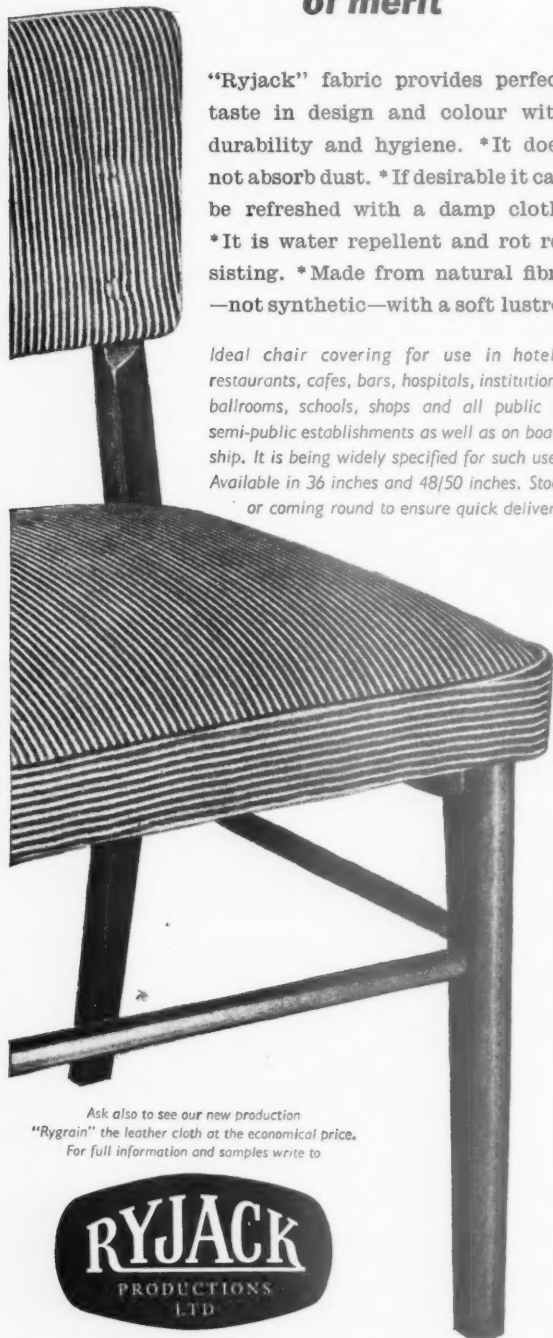 of merit
“Ryjack” fabric provides perfec
taste in design and colour wit
durability and hygiene. *It doe
not absorb dust. *If desirable it ca
be refreshed with a damp clot
*It is water repellent and rot re
sisting. *Made from natural fibr
—not synthetic—with a soft lustr
Ideal chair covering for use in hotel
restaurants, cafes, bars, hospitals, institution
ballrooms, schools, shops and all public
semi-public establishments as well as on boa
ship. It is being widely specified for such use
Available in 36 inches and 48/50 inches. Sto
or coming round to ensure quick deliver
Ask also to see our new production
“Rygrain” the leather cloth at the economical price.
For full information and samples write to
RYJACK
PRODUCTIONS
LTD